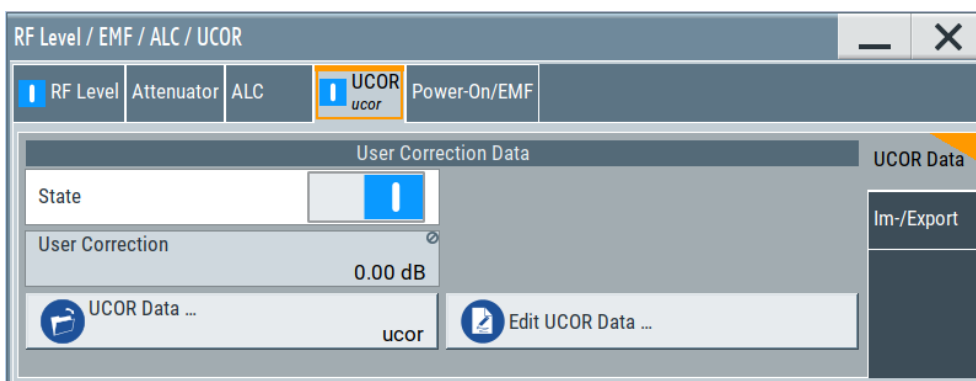 RF Level / EMF / ALC / UCOR
RF Level
Attenuator
ALC
UCOR
ucor
Power-On/EMF
User Correction Data
UCOR Data
State
Im-/Export
User Correction
0.00 dB
UCOR Data ...
ucor
Edit UCOR Data ...